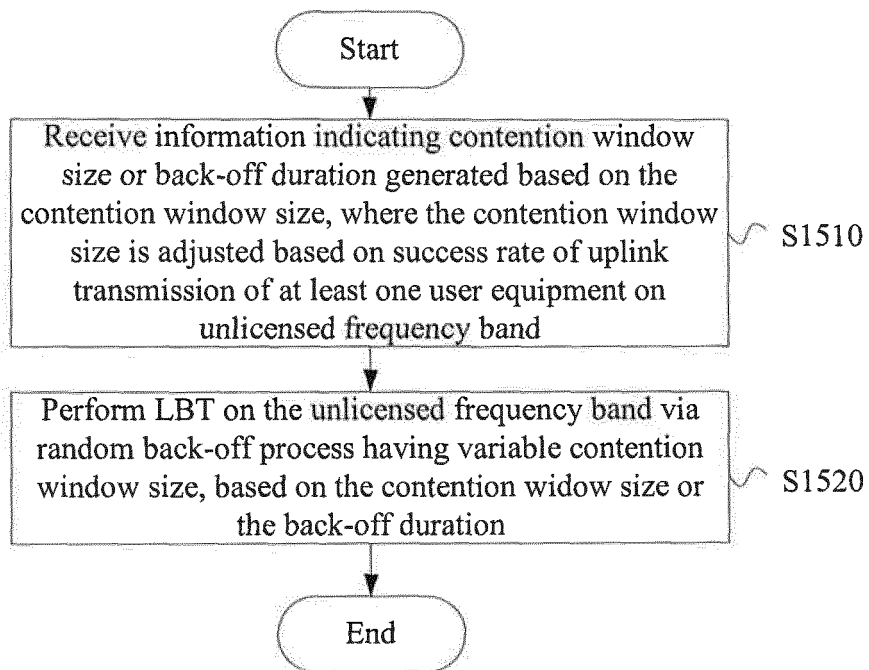 Start
Receive information indicating contention window
size or back-off duration generated based on the
contention window size, where the contention window
size is adjusted based on success rate of uplink
transmission of at least one user equipment on
unlicensed frequency band
S1510
Perform LBT on the unlicensed frequency band via
random back-off process having variable contention
window size, based on the contention widow size or
the back-off duration
S1520
End